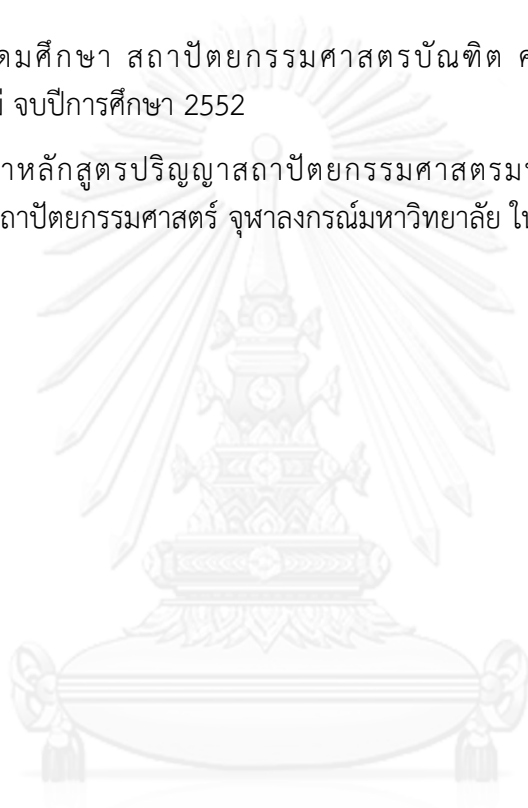 ดมศึกษา สถาปัตยกรรมศาสตรบัณฑิต
จบปีการศึกษา 2552
าหลักสูตรปริญญาสถาปัตยกรรมศาสตรม
ถาปัตยกรรมศาสตร์ จุฬาลงกรณ์มหาวิทยาลัย ใ